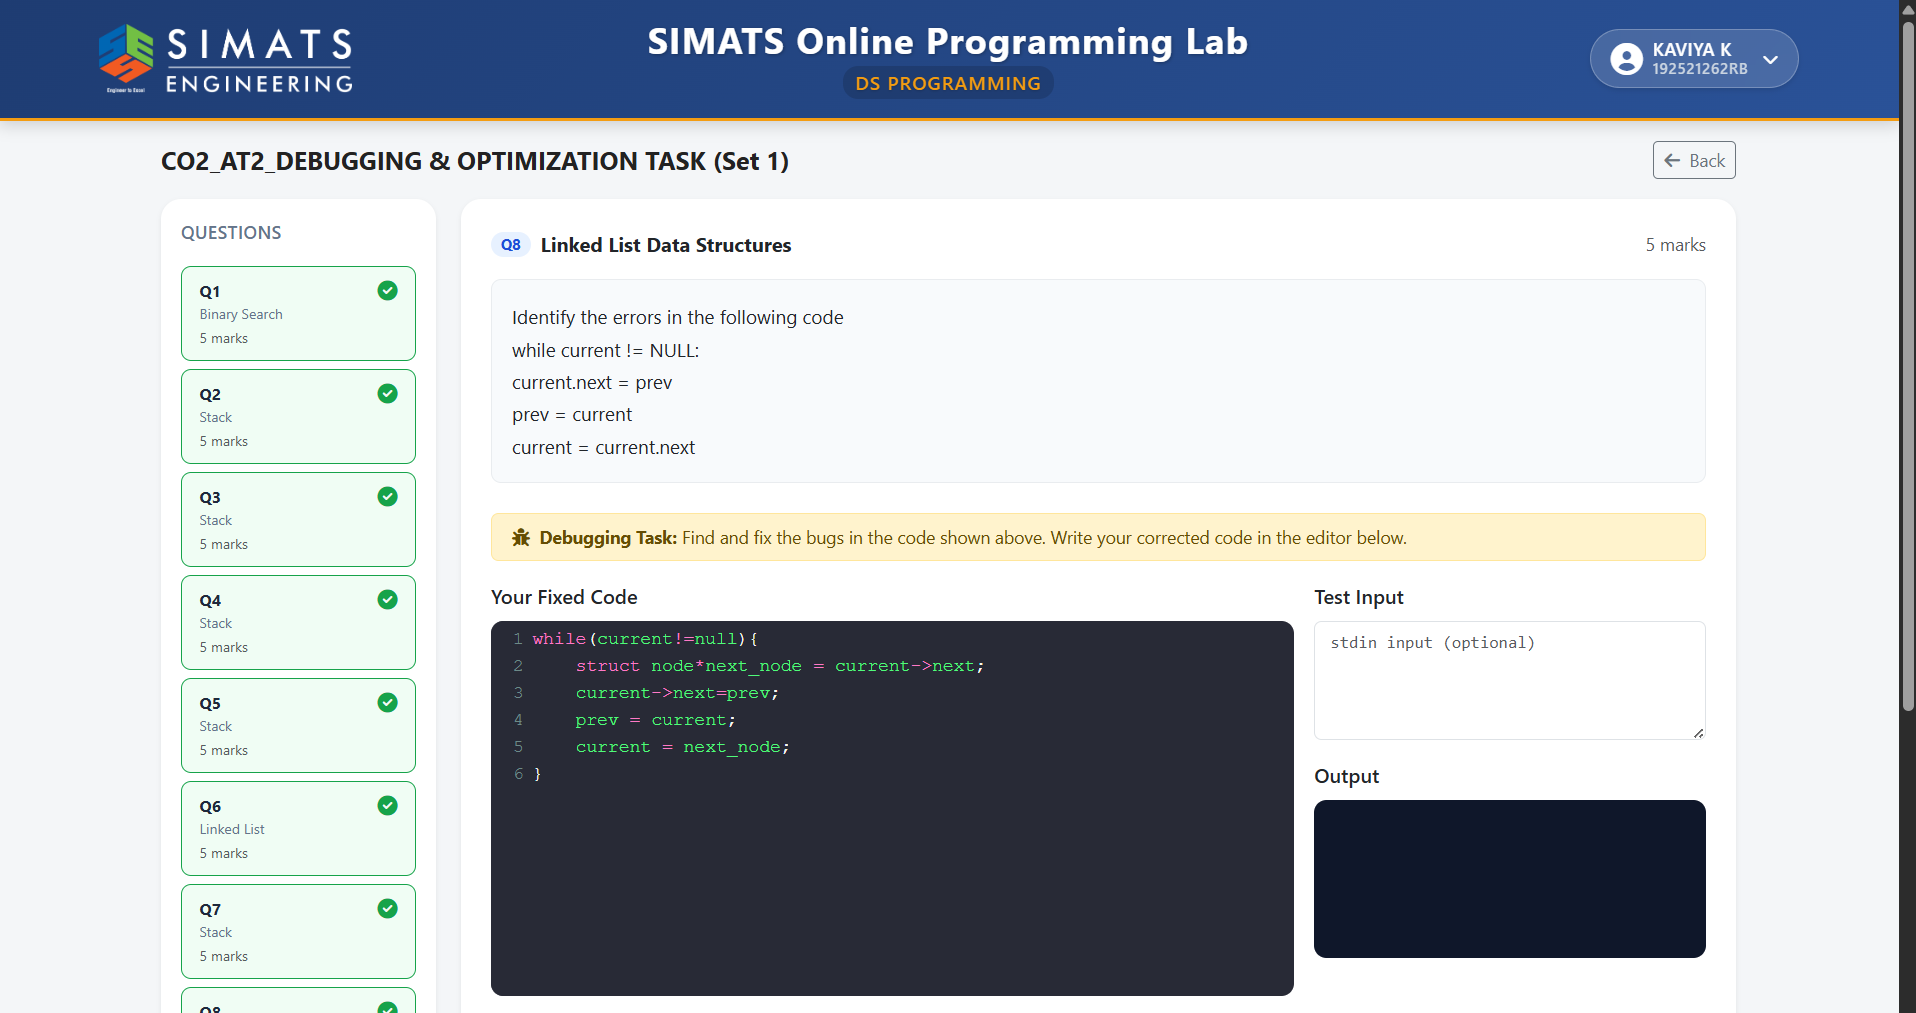 SIMATS
ENGINEERING
Engineer to Excel
SIMATS Online Programming Lab
DS PROGRAMMING
KAVIYA K
192521262RB
CO2_AT2_DEBUGGING & OPTIMIZATION TASK (Set 1)
Back
QUESTIONS
Q1
Binary Search
5 marks
Q2
Stack
5 marks
Q3
Stack
5 marks
Q4
Stack
5 marks
Q5
Stack
5 marks
Q6
Linked List
5 marks
Q7
Stack
5 marks
Q8
Q8 Linked List Data Structures
5 marks
Identify the errors in the following code
while current != NULL:
current.next = prev
prev = current
current = current.next
Debugging Task: Find and fix the bugs in the code shown above. Write your corrected code in the editor below.
Your Fixed Code
1 while(current!=null){
2     struct node*next_node = current->next;
3     current->next=prev;
4     prev = current;
5     current = next_node;
6 }
Test Input
stdin input (optional)
Output